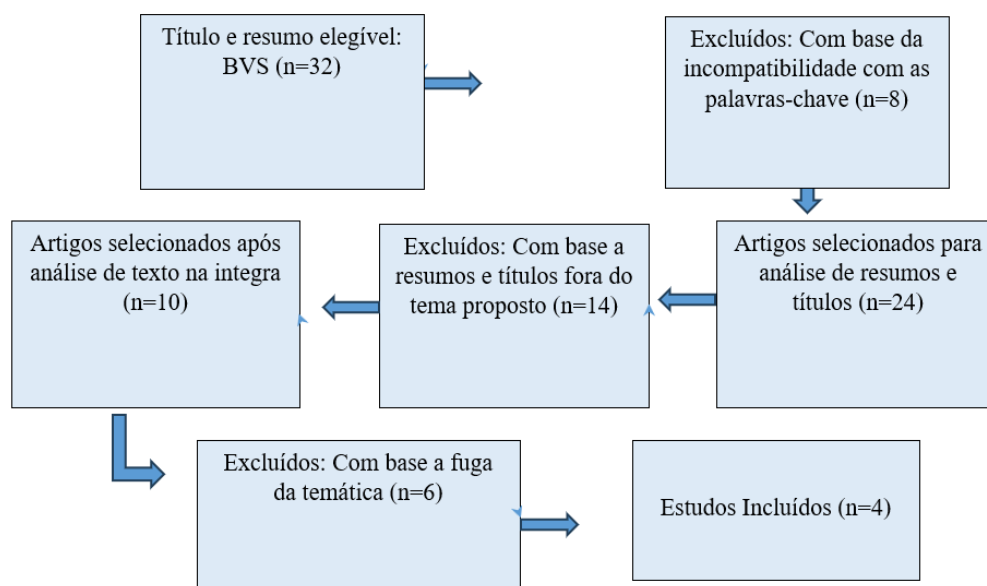 Título e resumo elegível:
BVS (n=32)
Excluídos: Com base da
incompatibilidade com as
palavras-chave (n=8)
Artigos selecionados para
análise de resumos e
títulos (n=24)
Excluídos: Com base a
resumos e títulos fora do
tema proposto (n=14)
Artigos selecionados após
análise de texto na integra
(n=10)
Excluídos: Com base a fuga
da temática (n=6)
Estudos Incluídos (n=4)